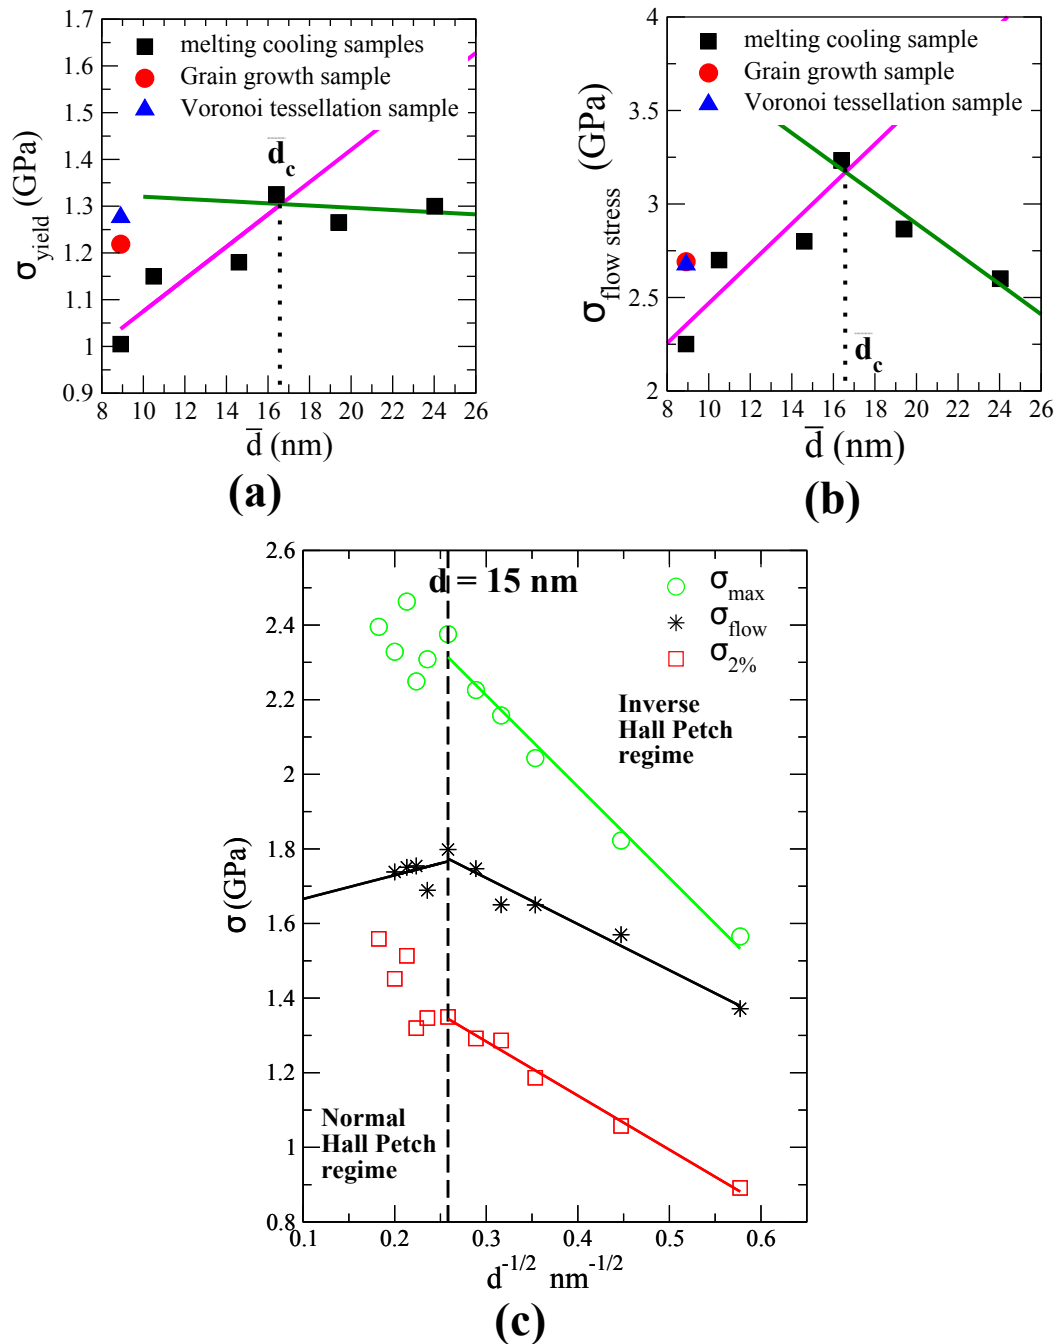 1.7
1.6
1.5
1.4
1.3
1.2
1.1
1
0.9
σyield (GPa)
melting cooling samples
Grain growth sample
Voronoi tessellation sample
d̄c
8 10 12 14 16 18 20 22 24 26
d̄ (nm)
(a)
4
3.5
3
2.5
2
σflow stress (GPa)
melting cooling sample
Grain growth sample
Voronoi tessellation sample
d̄c
8 10 12 14 16 18 20 22 24 26
d̄ (nm)
(b)
2.6
2.4
2.2
2
1.8
1.6
1.4
1.2
1
0.8
σ (GPa)
d = 15 nm
σmax
σflow
σ2%
Inverse
Hall Petch
regime
Normal
Hall Petch
regime
0.1 0.2 0.3 0.4 0.5 0.6
d-1/2 nm-1/2
(c)